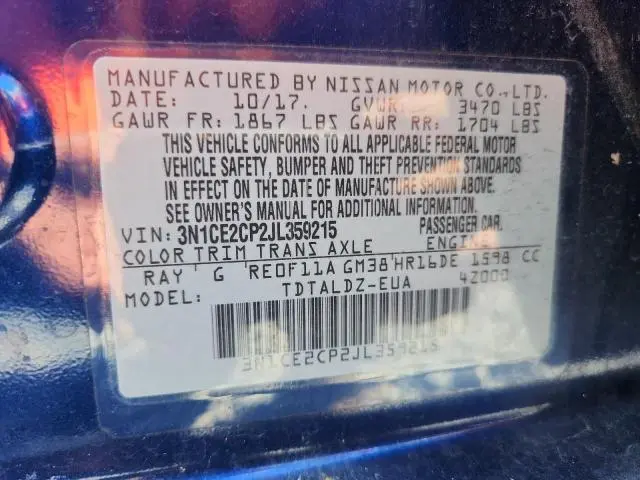 MANUFACTURED BY NISSAN MOTOR CO.,LTD.
DATE: 10/17. GVWR: 3470 LBS
GAWR FR: 1867 LBS GAWR RR: 1704 LBS
THIS VEHICLE CONFORMS TO ALL APPLICABLE FEDERAL MOTOR
VEHICLE SAFETY, BUMPER AND THEFT PREVENTION STANDARDS
IN EFFECT ON THE DATE OF MANUFACTURE SHOWN ABOVE.
SEE OWNER'S MANUAL FOR ADDITIONAL INFORMATION.
VIN: 3N1CE2CP2JL359215 PASSENGER CAR.
COLOR TRIM TRANS AXLE ENGINE
RAY G RE0F11A GM38 HR16DE 1598 CC
MODEL: TDTALDZ-EUA 42000
3N1CE2CP2JL359215